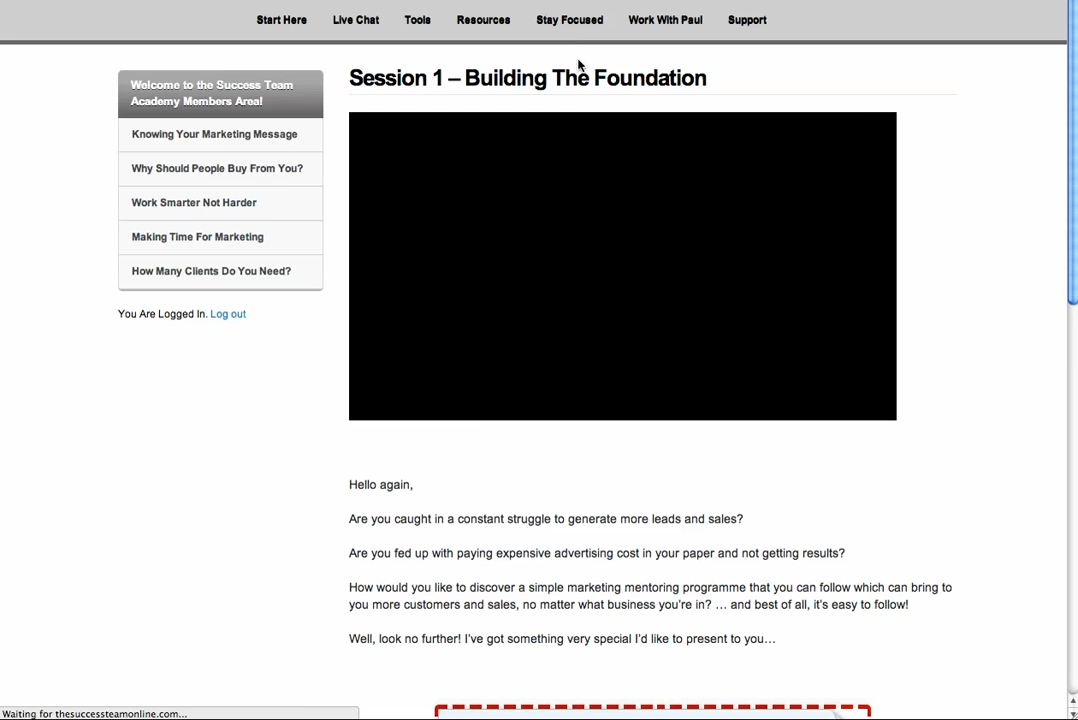 Start Here Live Chat Tools Resources Stay Focused Work With Paul Support
Welcome to the Success Team
Academy Members Area!
Knowing Your Marketing Message
Why Should People Buy From You?
Work Smarter Not Harder
Making Time For Marketing
How Many Clients Do You Need?
You Are Logged In. Log out
Session 1 – Building The Foundation
Hello again,
Are you caught in a constant struggle to generate more leads and sales?
Are you fed up with paying expensive advertising cost in your paper and not getting results?
How would you like to discover a simple marketing mentoring programme that you can follow which can bring to
you more customers and sales, no matter what business you're in? … and best of all, it's easy to follow!
Well, look no further! I've got something very special I'd like to present to you…
Waiting for thesuccessteamonline.com...